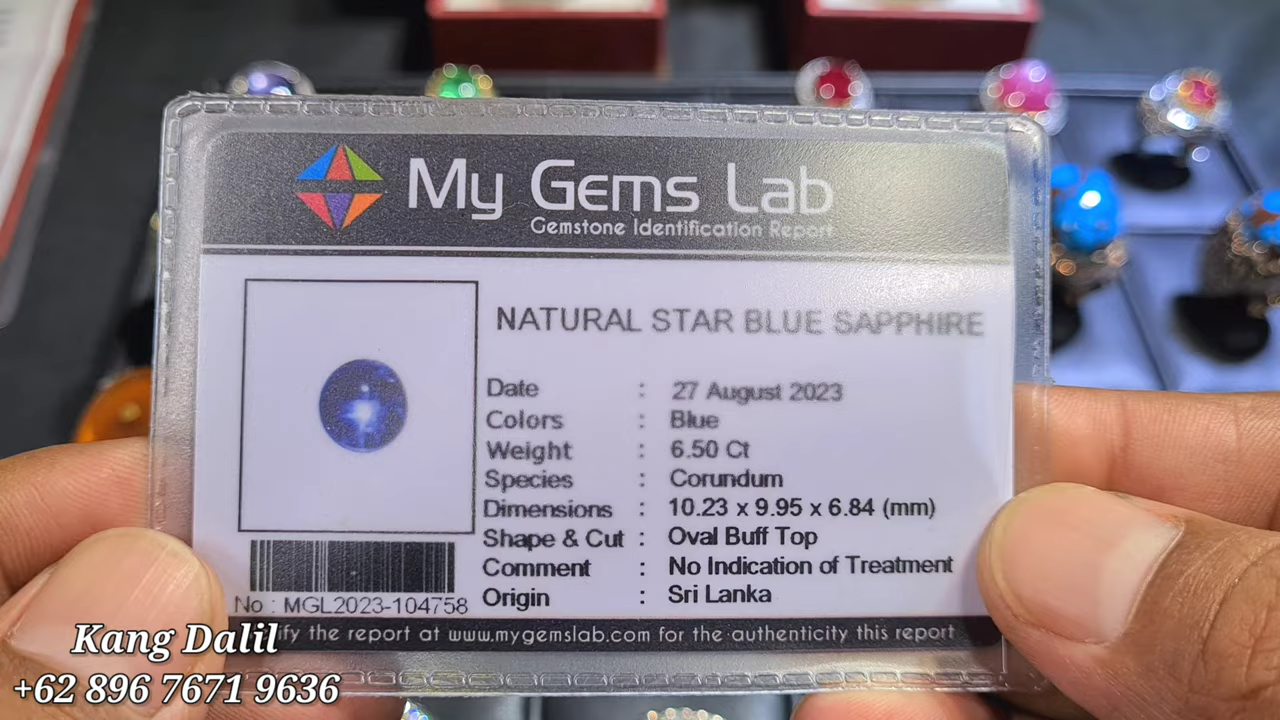 My Gems Lab
Gemstone Identification Report
NATURAL STAR BLUE SAPPHIRE
Date : 27 August 2023
Colors : Blue
Weight : 6.50 Ct
Species : Corundum
Dimensions : 10.23 x 9.95 x 6.84 (mm)
Shape & Cut : Oval Buff Top
Comment : No Indication of Treatment
Origin : Sri Lanka
No : MGL2023-104758
the report at www.mygemslab.com for the authenticity this report
Kang Dalil
+62 896 7671 9636